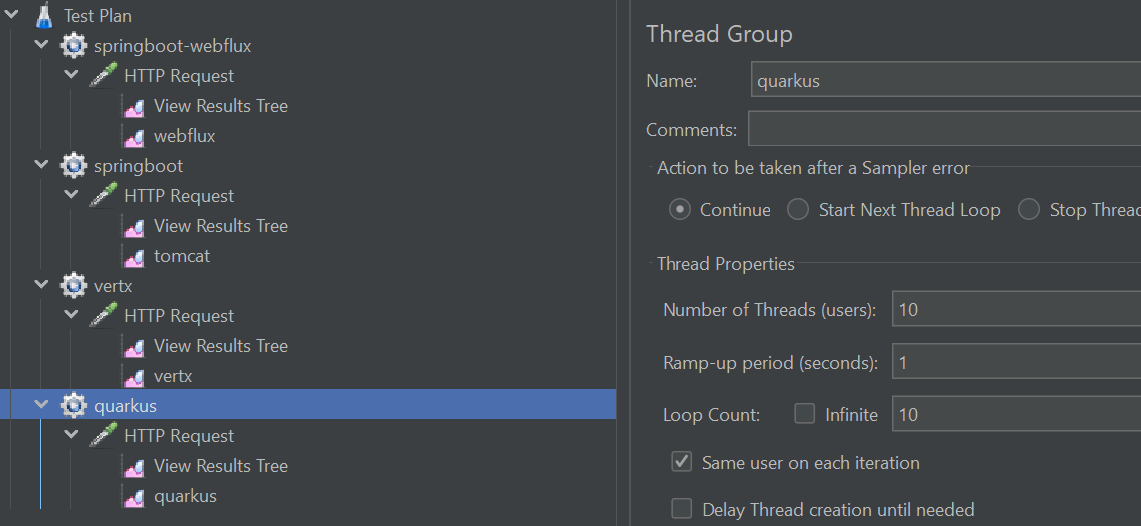 Test Plan
springboot-webflux
HTTP Request
View Results Tree
webflux
springboot
HTTP Request
View Results Tree
tomcat
vertx
HTTP Request
View Results Tree
vertx
quarkus
HTTP Request
View Results Tree
quarkus
Thread Group
Name: quarkus
Comments:
Action to be taken after a Sampler error
Continue Start Next Thread Loop Stop Threa
Thread Properties
Number of Threads (users): 10
Ramp-up period (seconds): 1
Loop Count: Infinite 10
Same user on each iteration
Delay Thread creation until needed